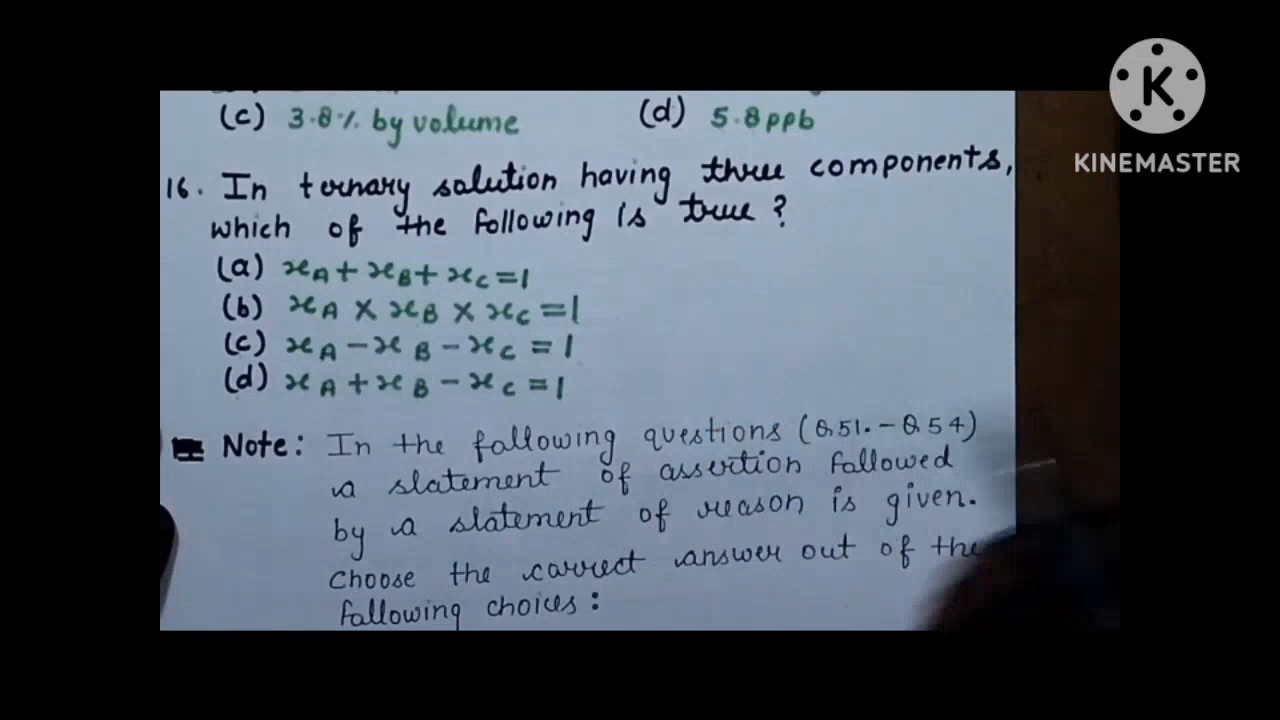 (c) 3.8% by volume (d) 5.8 ppb
K
KINEMASTER
16. In ternary solution having three components,
which of the following is true?
(a) xA + xB + xC = 1
(b) xA × xB × xC = 1
(c) xA − xB − xC = 1
(d) xA + xB − xC = 1
Note: In the following questions (Q51. - Q54)
a statement of assertion followed
by a statement of reason is given.
Choose the correct answer out of the
following choices: